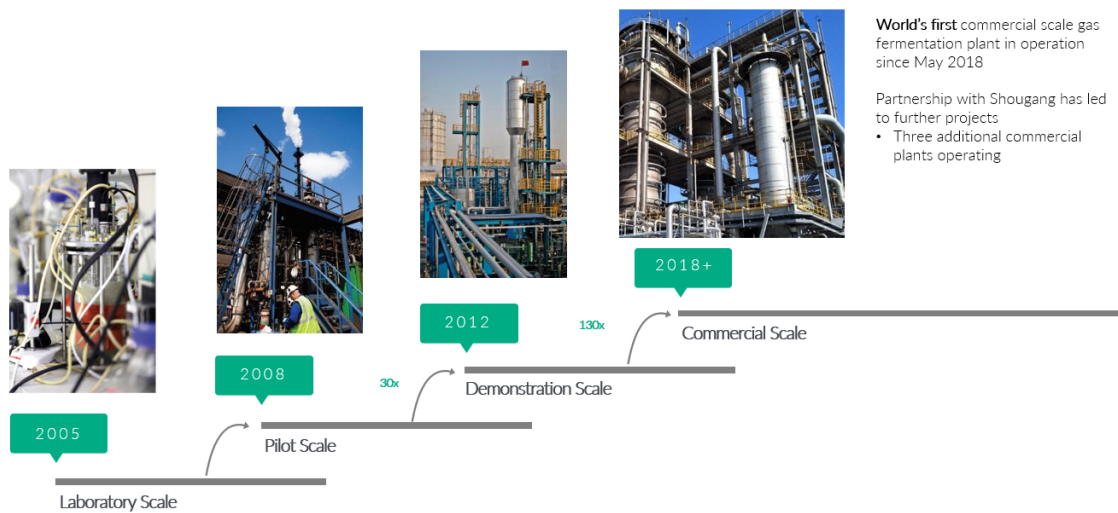 World's first commercial scale gas
fermentation plant in operation
since May 2018
Partnership with Shougang has led
to further projects
• Three additional commercial
plants operating
2018+
Commercial Scale
130x
2012
Demonstration Scale
30x
2008
Pilot Scale
2005
Laboratory Scale